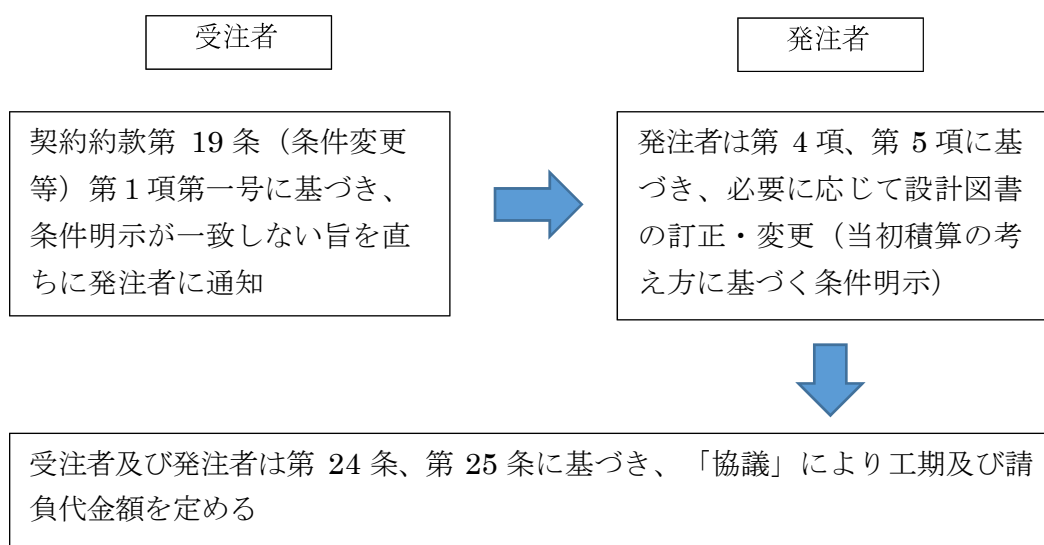 受注者
発注者
契約約款第 19 条（条件変更
等）第１項第一号に基づき、
条件明示が一致しない旨を直
ちに発注者に通知
発注者は第 4 項、第 5 項に基
づき、必要に応じて設計図書
の訂正・変更（当初積算の考
え方に基づく条件明示）
受注者及び発注者は第 24 条、第 25 条に基づき、「協議」により工期及び請
負代金額を定める